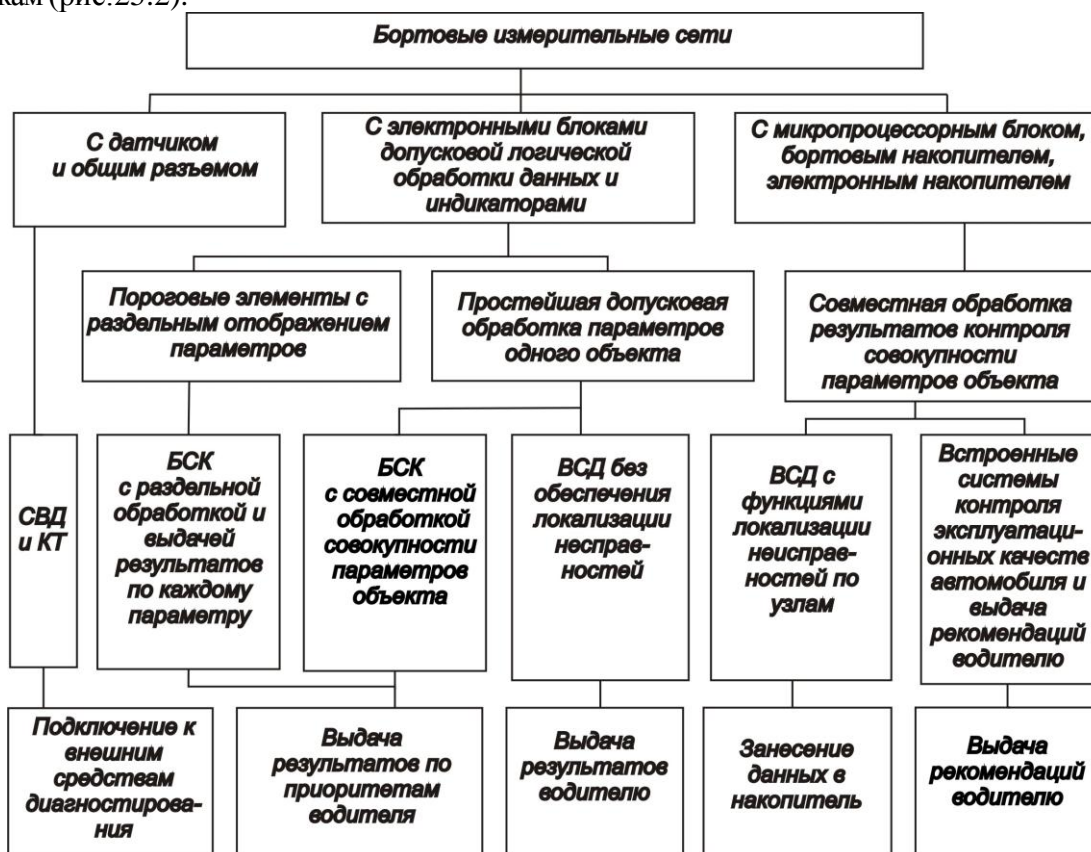 кам (рис.23.2).
Бортовые измерительные сети
С датчиком
и общим разъемом
С электронными блоками
допусковой логической
обработки данных и
индикаторами
С микропроцессорным блоком,
бортовым накопителем,
электронным накопителем
Пороговые элементы с
раздельным отображением
параметров
Простейшая допусковая
обработка параметров
одного объекта
Совместная обработка
результатов контроля
совокупности
параметров объекта
СВД
и КТ
БСК
с раздельной
обработкой и
выдачей
результатов
по каждому
параметру
БСК
с совместной
обработкой
совокупности
параметров
объекта
ВСД без
обеспечения
локализации
несправ-
ностей
ВСД с
функциями
локализации
неисправ-
ностей по
узлам
Встроенные
системы
контроля
эксплуатаци-
онных качеств
автомобиля и
выдача
рекомендаций
водителю
Подключение к
внешним
средствам
диагностирова-
ния
Выдача
результатов по
приоритетам
водителя
Выдача
результатов
водителю
Занесение
данных в
накопитель
Выдача
рекомендаций
водителю